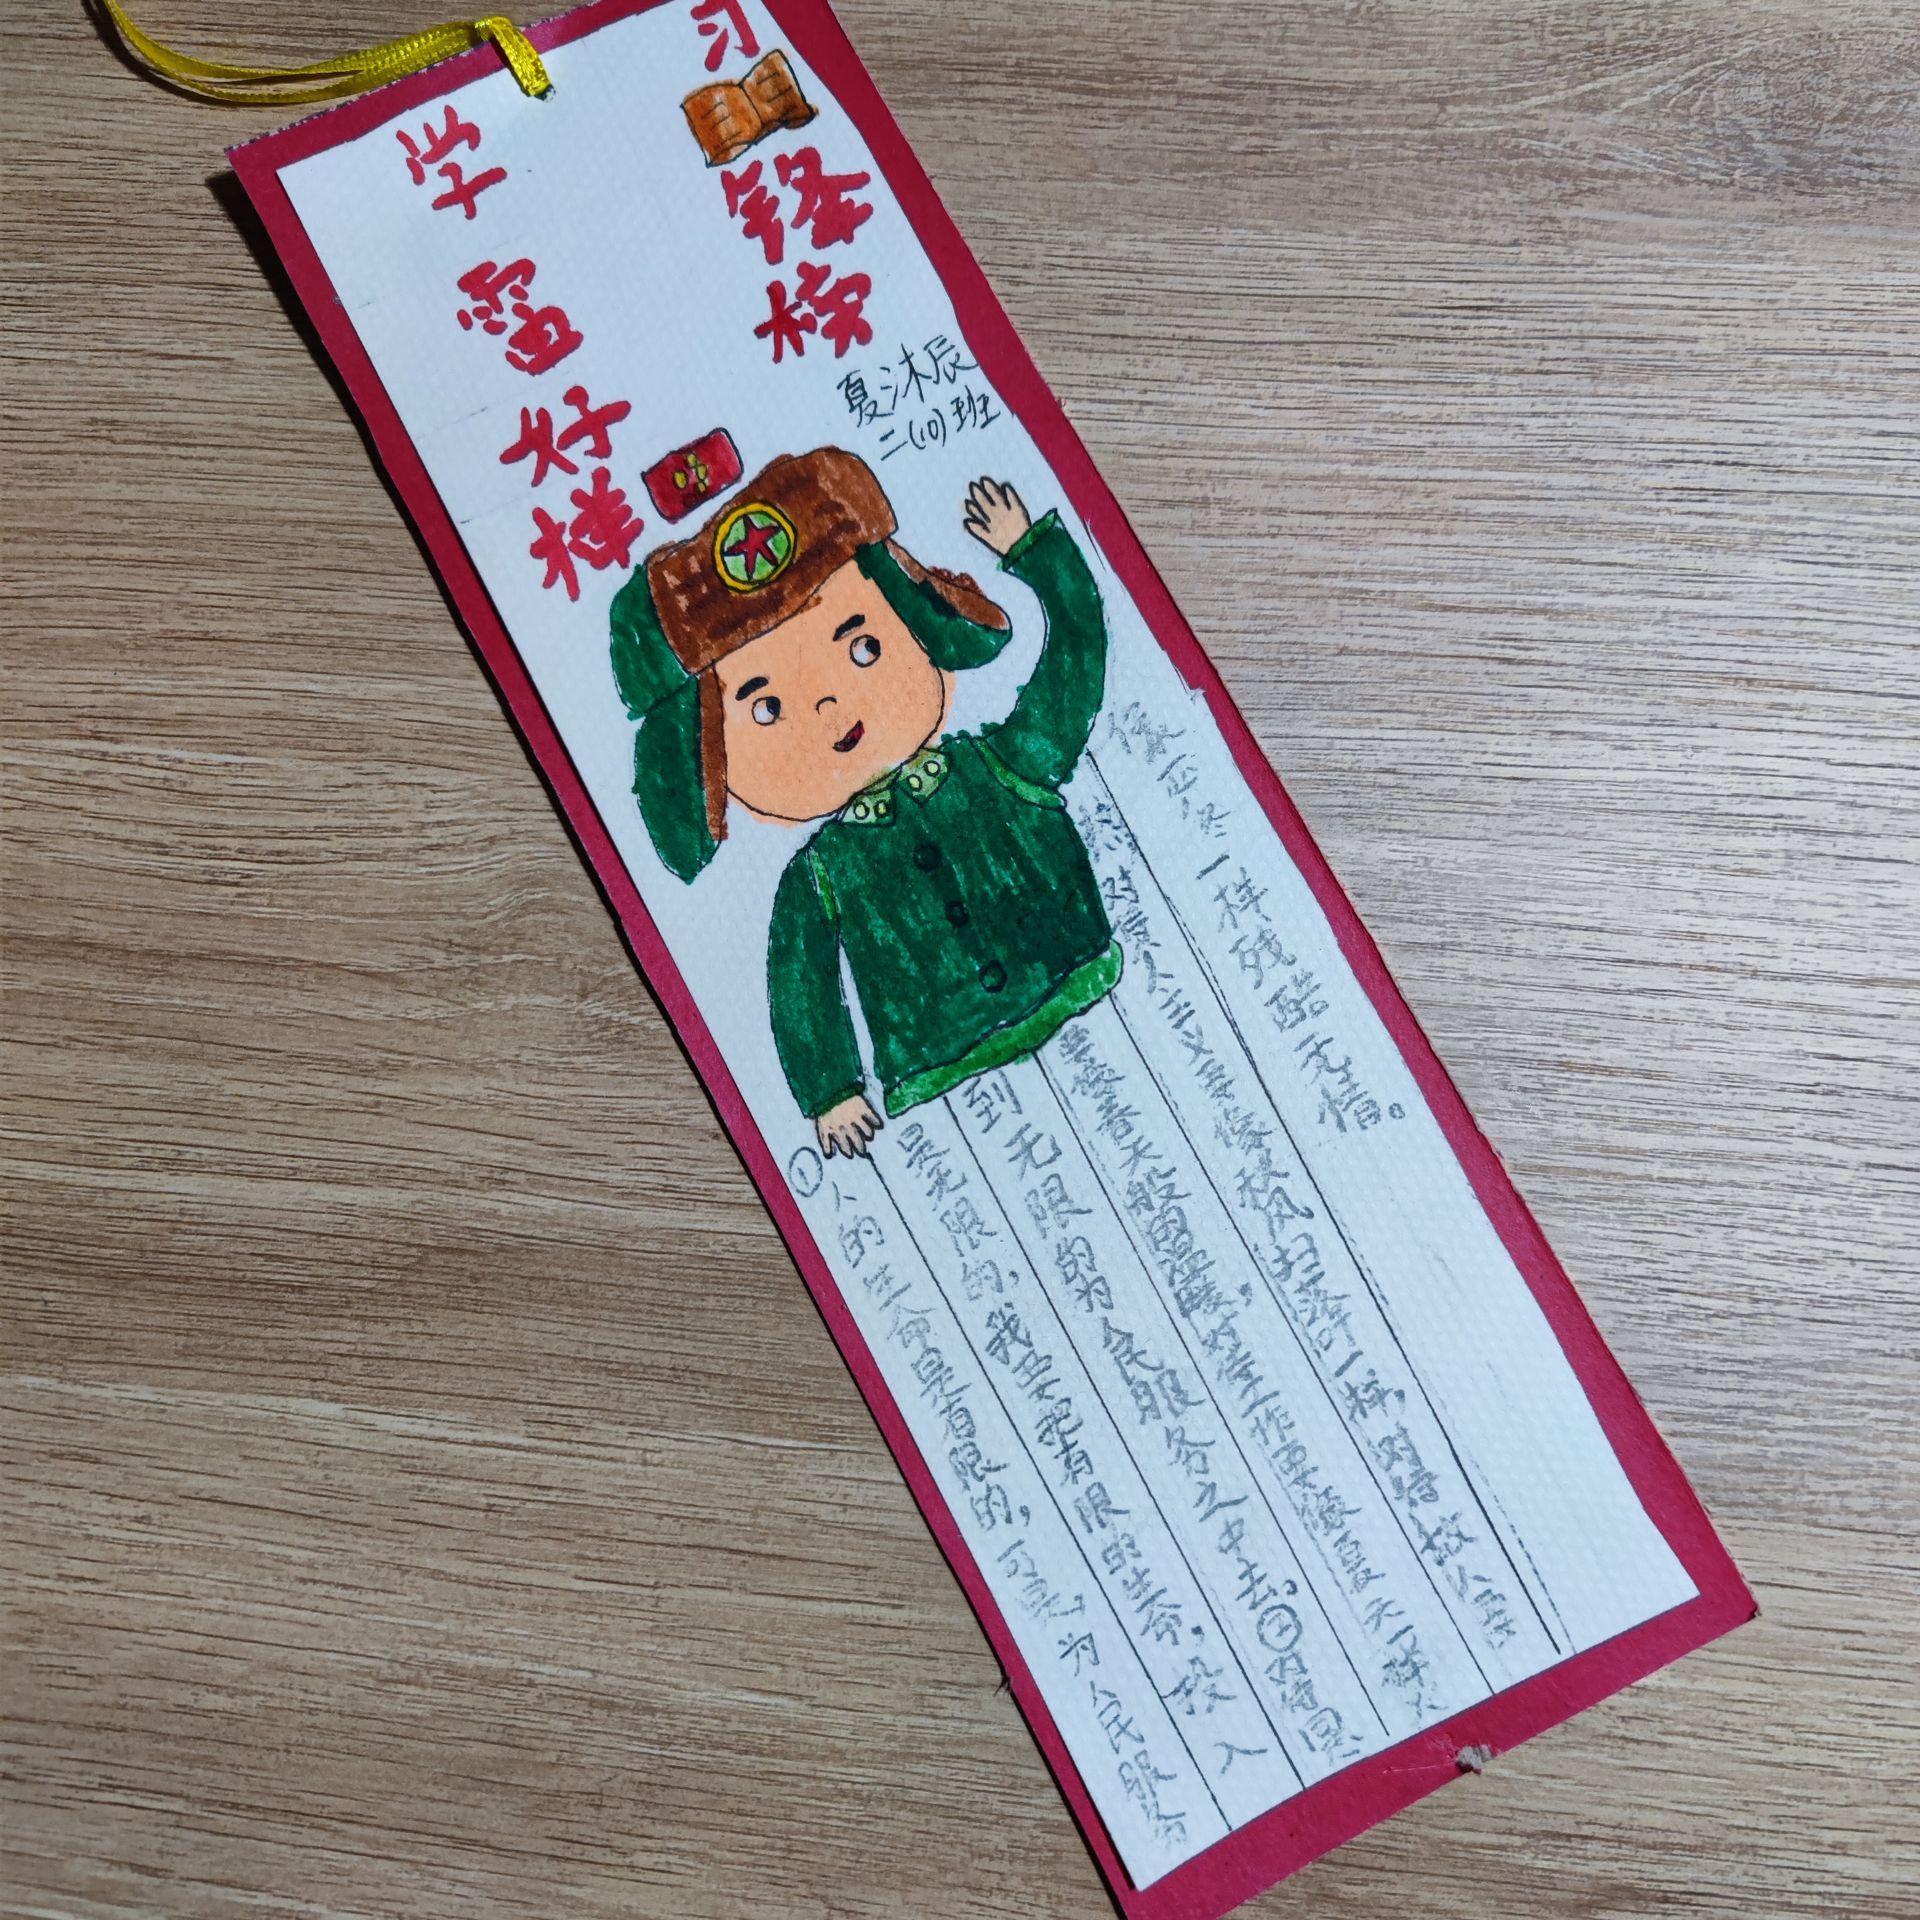 学习
雷锋
好榜
样
夏沐辰
二(10)班
①人的生命是有限的，可是，为人民服务
是无限的，我要把有限的生命，投入
到无限的为人民服务之中去。②对待同志
要像春天般的温暖，对待工作要像夏天一样火
热，对待个人主义要像秋风扫落叶一样，对待敌人要
像严冬一样残酷无情。